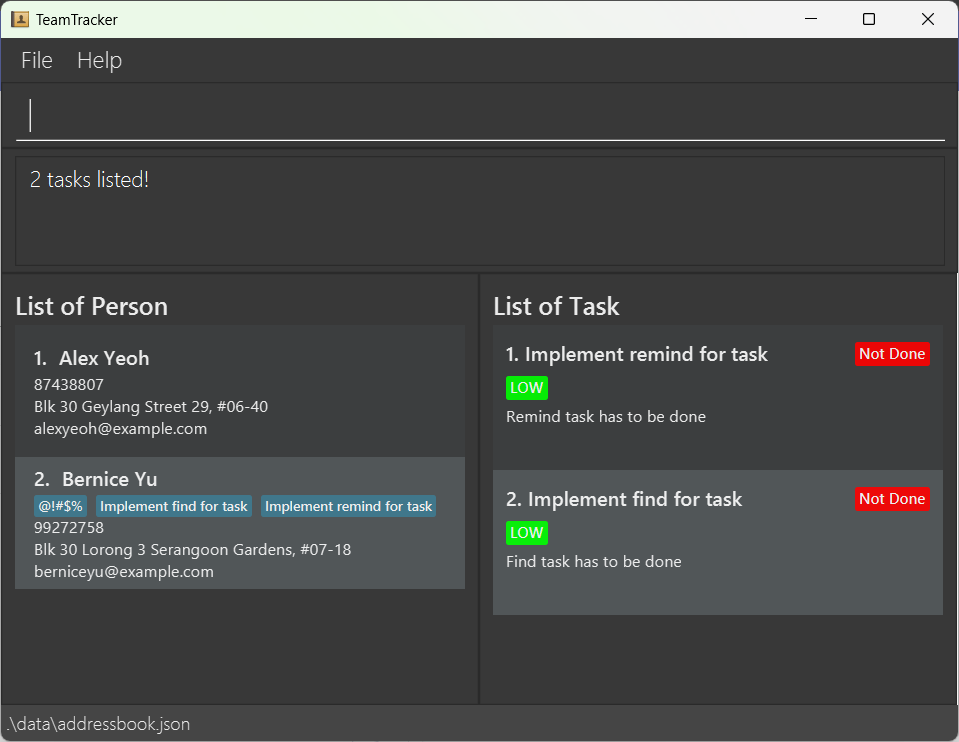 TeamTracker
File Help
2 tasks listed!
List of Person
1. Alex Yeoh
87438807
Blk 30 Geylang Street 29, #06-40
alexyeoh@example.com
2. Bernice Yu
@!#$% Implement find for task Implement remind for task
99272758
Blk 30 Lorong 3 Serangoon Gardens, #07-18
berniceyu@example.com
List of Task
1. Implement remind for task Not Done
LOW
Remind task has to be done
2. Implement find for task Not Done
LOW
Find task has to be done
.\data\addressbook.json